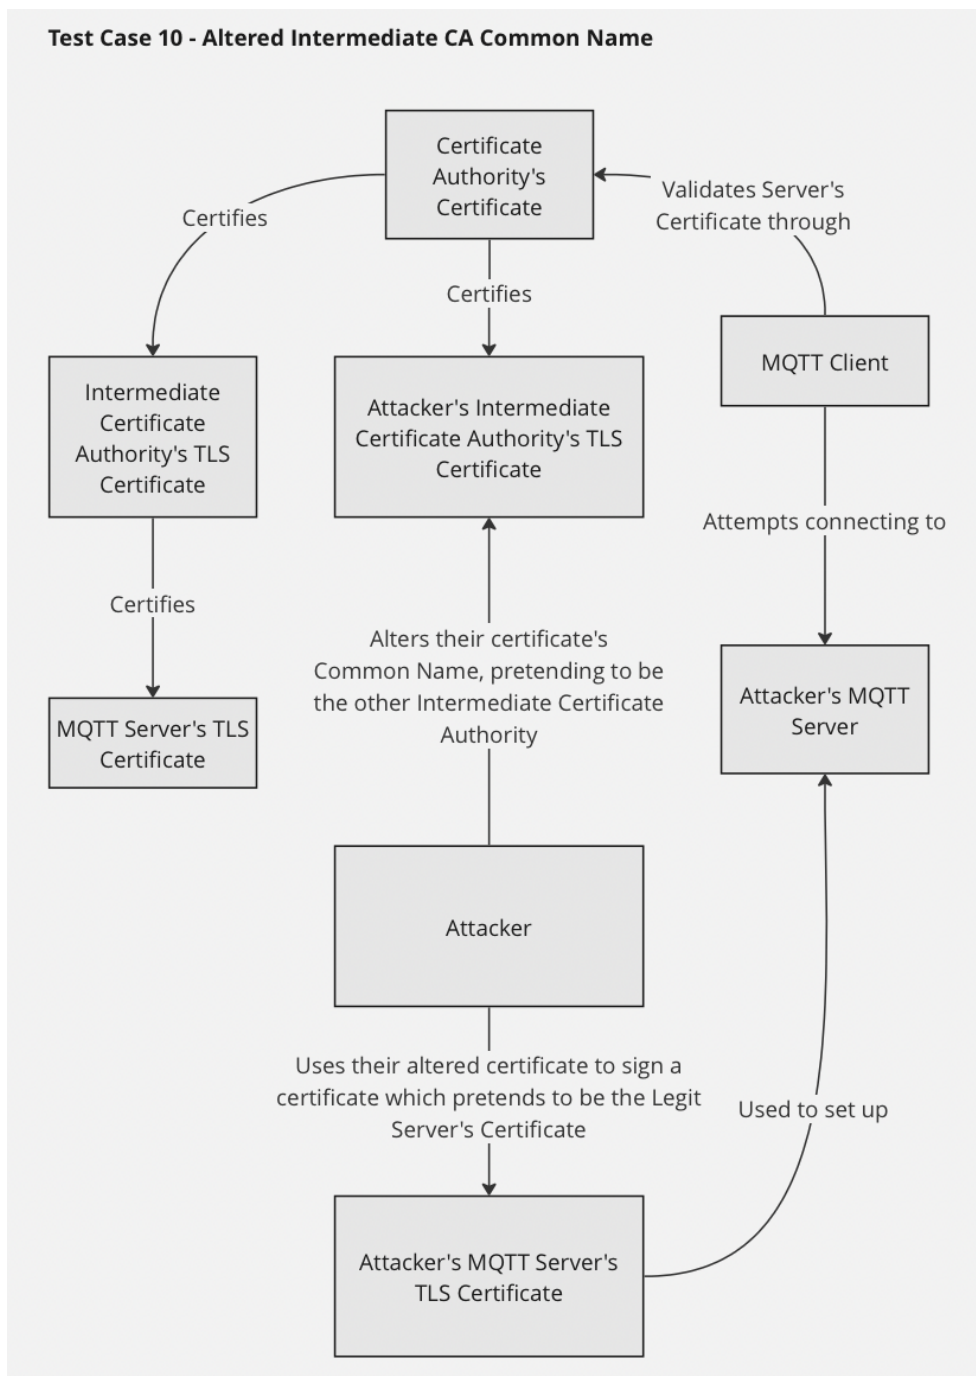 Test Case 10 - Altered Intermediate CA Common Name
Certificate
Authority's
Certificate
Validates Server's
Certificate through
Certifies
Certifies
MQTT Client
Intermediate
Certificate
Authority's TLS
Certificate
Attacker's Intermediate
Certificate Authority's TLS
Certificate
Attempts connecting to
Certifies
Alters their certificate's
Common Name, pretending to be
the other Intermediate Certificate
Authority
Attacker's MQTT
Server
MQTT Server's TLS
Certificate
Attacker
Uses their altered certificate to sign a
certificate which pretends to be the Legit
Server's Certificate
Used to set up
Attacker's MQTT Server's
TLS Certificate